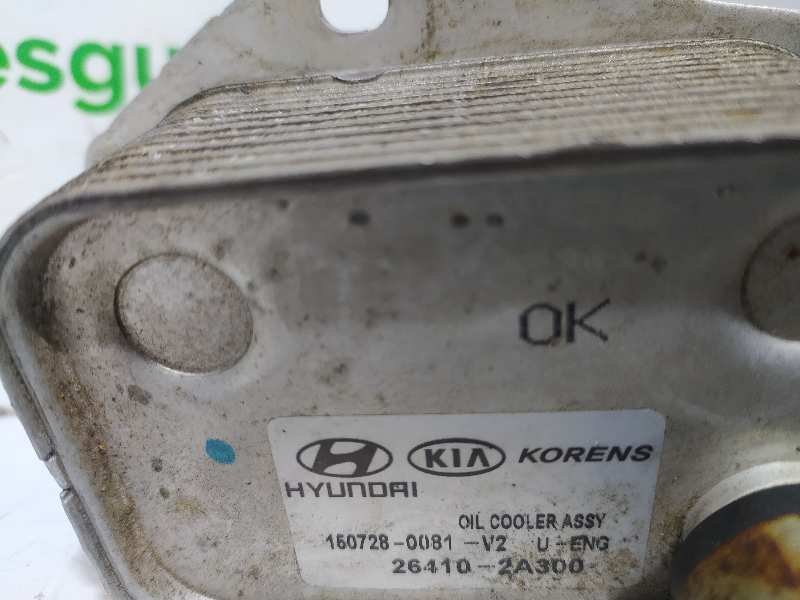 esgu
OK
KIA KORENS
HYUNDAI
OIL COOLER ASSY
150728-0081-V2 U-ENG
26410-2A300